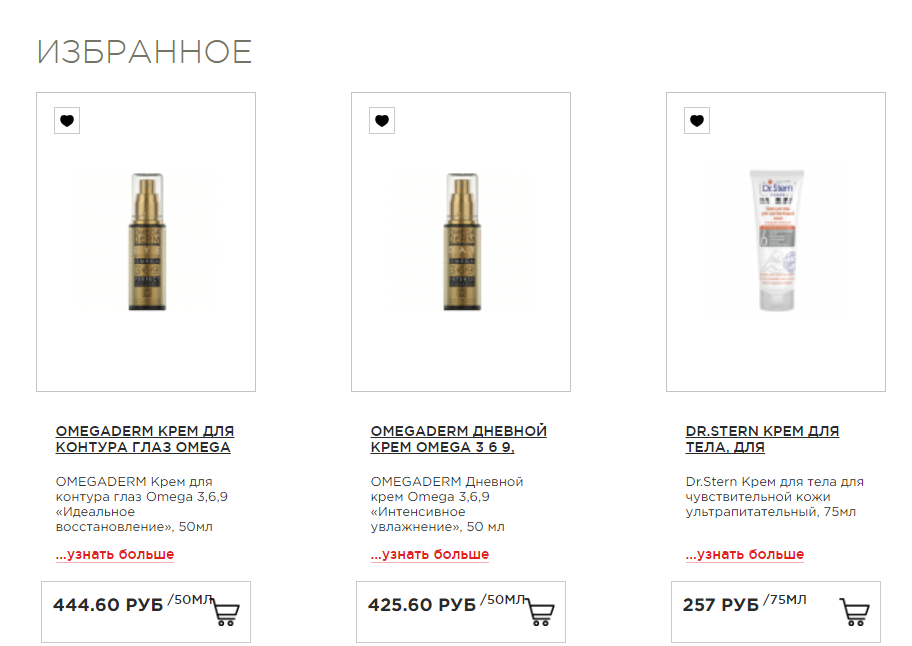 ИЗБРАННОЕ
Dr.Stern
OMEGADERM КРЕМ ДЛЯ
КОНТУРА ГЛАЗ OMEGA
OMEGADERM Крем для
контура глаз Omega 3,6,9
«Идеальное
восстановление», 50мл
...узнать больше
444.60 РУБ /50МЛ
OMEGADERM ДНЕВНОЙ
КРЕМ OMEGA 3 6 9,
OMEGADERM Дневной
крем Omega 3,6,9
«Интенсивное
увлажнение», 50 мл
...узнать больше
425.60 РУБ /50МЛ
DR.STERN КРЕМ ДЛЯ
ТЕЛА, ДЛЯ
Dr.Stern Крем для тела для
чувствительной кожи
ультрапитательный, 75мл
...узнать больше
257 РУБ /75МЛ